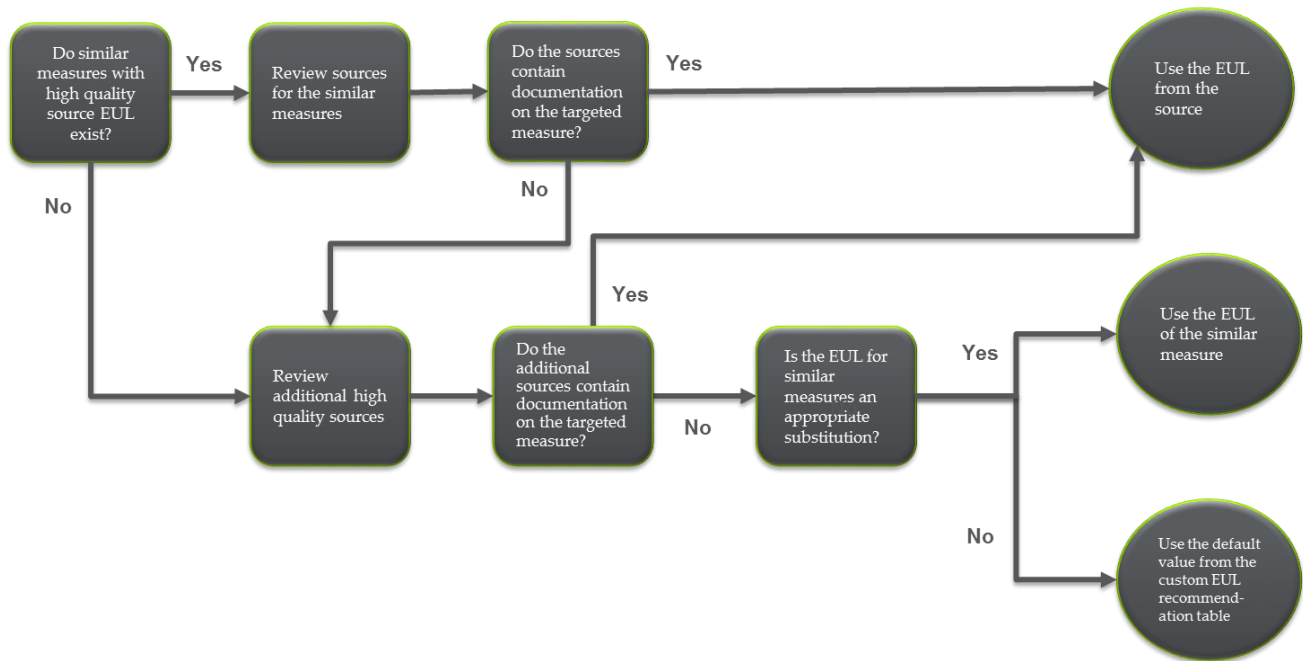 Do similar
measures with
high quality
source EUL
exist?
Yes
Review sources
for the similar
measures
Do the sources
contain
documentation
on the targeted
measure?
Yes
Use the EUL
from the
source
No
No
Yes
Review
additional high
quality sources
Do the
additional
sources contain
documentation
on the targeted
measure?
No
Is the EUL for
similar
measures an
appropriate
substitution?
Yes
Use the EUL
of the similar
measure
No
Use the default
value from the
custom EUL
recommend-
ation table